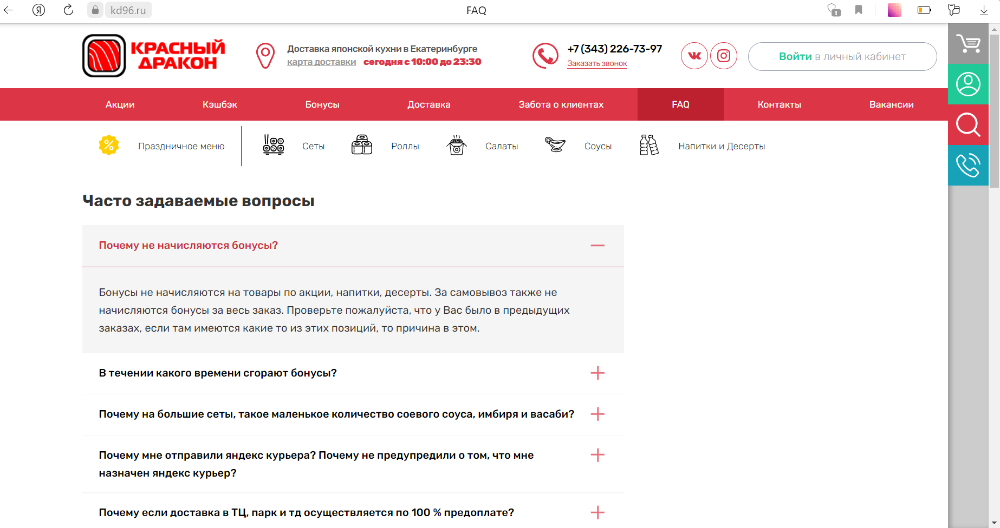 Я
kd96.ru
FAQ
1
КРАСНЫЙ
ДРАКОН
Доставка японской кухни в Екатеринбурге
карта доставки сегодня с 10:00 до 23:30
+7 (343) 226-73-97
Заказать звонок
Войти в личный кабинет
Акции Кэшбэк Бонусы Доставка Забота о клиентах FAQ Контакты Вакансии
% Праздничное меню Сеты Роллы Салаты Соусы Напитки и Десерты
Часто задаваемые вопросы
Почему не начисляются бонусы?
Бонусы не начисляются на товары по акции, напитки, десерты. За самовывоз также не
начисляются бонусы за весь заказ. Проверьте пожалуйста, что у Вас было в предыдущих
заказах, если там имеются какие то из этих позиций, то причина в этом.
В течении какого времени сгорают бонусы?
Почему на большие сеты, такое маленькое количество соевого соуса, имбиря и васаби?
Почему мне отправили яндекс курьера? Почему не предупредили о том, что мне
назначен яндекс курьер?
Почему если доставка в ТЦ, парк и тд осуществляется по 100 % предоплате?